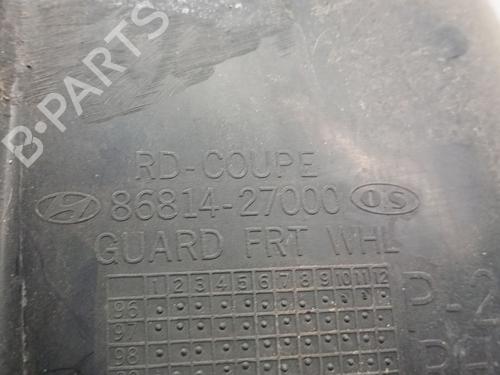 B-PARTS
RD-COUPE
86814-27000 O.S
GUARD FRT WHL
1 2 3 4 5 6 7 8 9 10 11 12
96
97
98
P-2